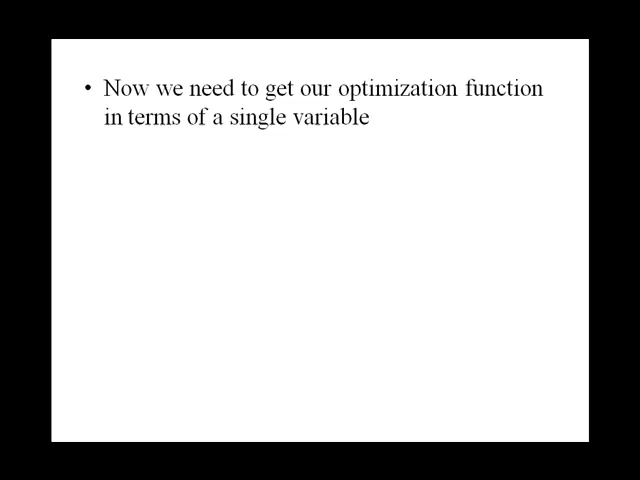 • Now we need to get our optimization function
in terms of a single variable